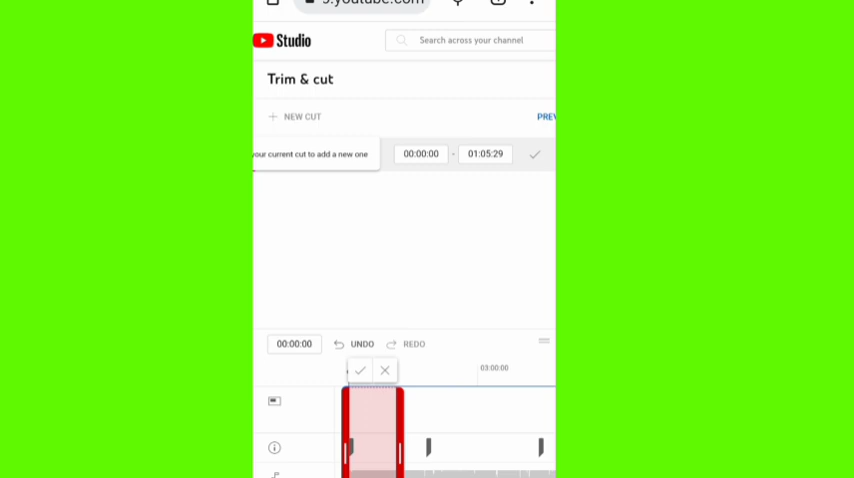 s.youtube.com
Studio
Search across your channel
Trim & cut
+ NEW CUT
PREV
your current cut to add a new one
00:00:00 - 01:05:29
00:00:00 UNDO REDO
03:00:00